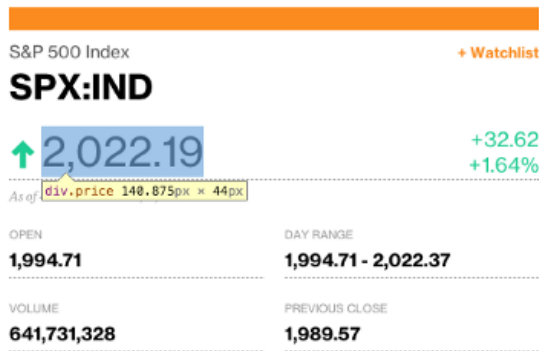 S&P 500 Index
+ Watchlist
SPX:IND
2,022.19
+32.62
+1.64%
As of
div.price 140.875px × 44px
OPEN
1,994.71
DAY RANGE
1,994.71 - 2,022.37
VOLUME
641,731,328
PREVIOUS CLOSE
1,989.57